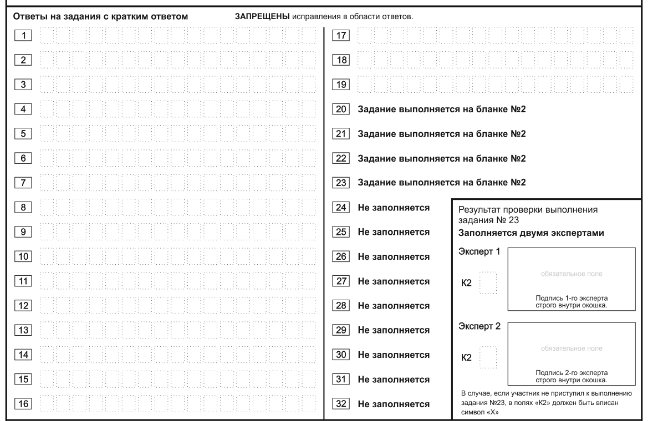 Ответы на задания с кратким ответом
ЗАПРЕЩЕНЫ исправления в области ответов.
1
2
3
4
5
6
7
8
9
10
11
12
13
14
15
16
17
18
19
20 Задание выполняется на бланке №2
21 Задание выполняется на бланке №2
22 Задание выполняется на бланке №2
23 Задание выполняется на бланке №2
24 Не заполняется
25 Не заполняется
26 Не заполняется
27 Не заполняется
28 Не заполняется
29 Не заполняется
30 Не заполняется
31 Не заполняется
32 Не заполняется
Результат проверки выполнения
задания № 23
Заполняется двумя экспертами
Эксперт 1
К2
обязательное поле
Подпись 1-го эксперта
строго внутри окошка.
Эксперт 2
К2
обязательное поле
Подпись 2-го эксперта
строго внутри окошка.
В случае, если участник не приступил к выполнению
задания №23, в полях «К2» должен быть вписан
символ «Х»